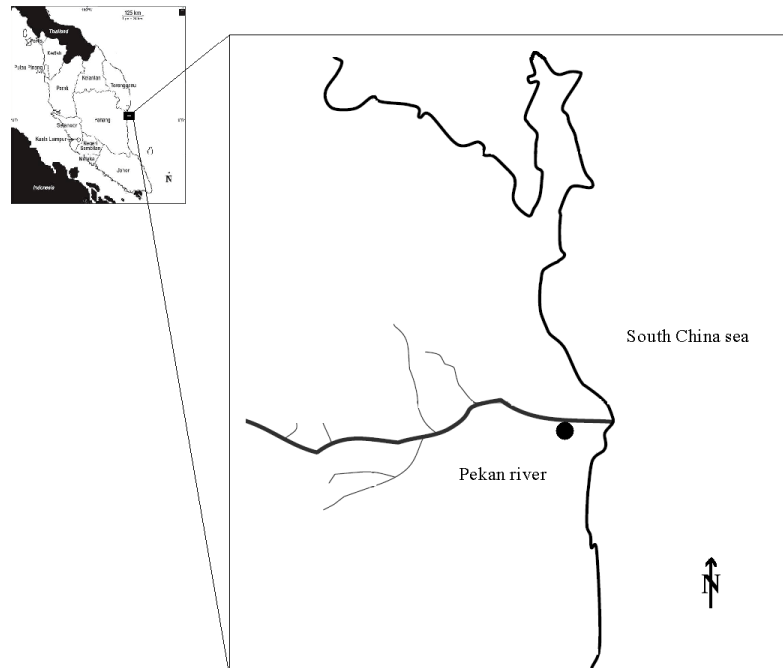 125 km
Thailand
Kedah
Pulau Pinang
Kelantan
Terengganu
Perak
Pahang
Selangor
Kuala Lumpur
Negeri
Sembilan
Melaka
Johor
Indonesia
N
South China sea
Pekan river
N